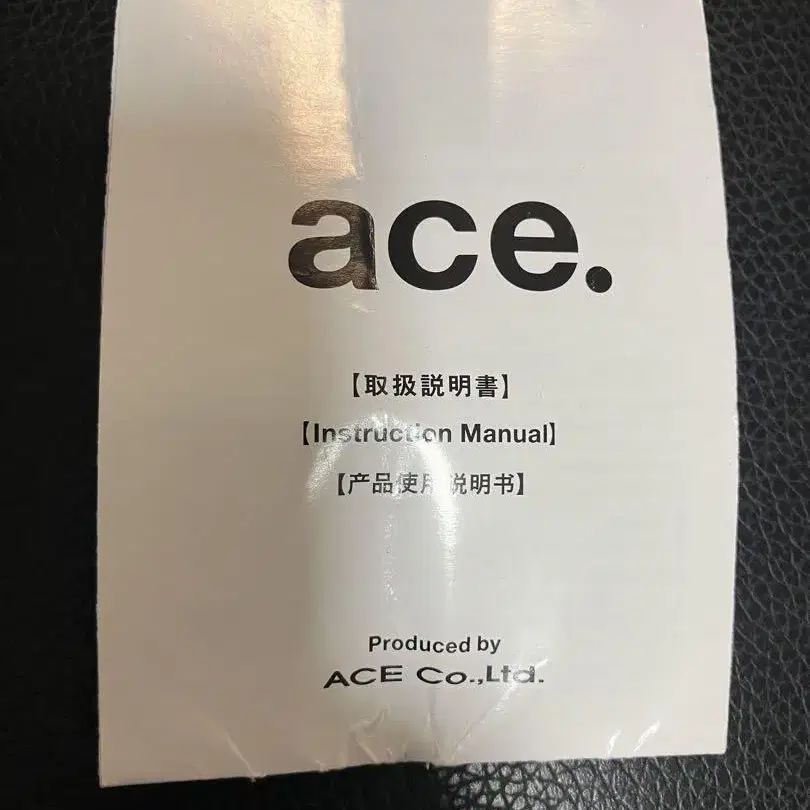 ace.
【取扱説明書】
【Instruction Manual】
【产品使用说明书】
Produced by
ACE Co.,Ltd.